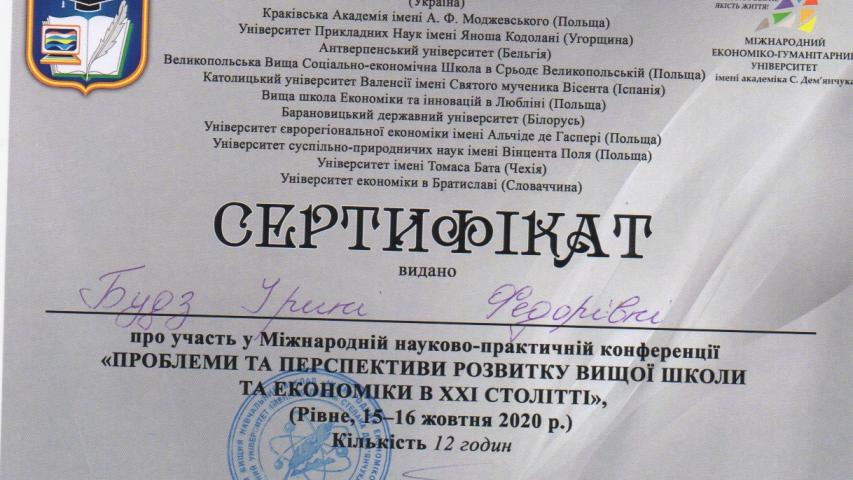 (Україна)
Краківська Академія імені А. Ф. Моджевського (Польща)
Університет Прикладних Наук імені Яноша Кодолані (Угорщина)
Антверпенський університет (Бельгія)
Великопольська Вища Соціально-економічна Школа в Срьоде Великопольській (Польща)
Католицький університет Валенсії імені Святого мученика Вісента (Іспанія)
Вища школа Економіки та інновацій в Любліні (Польща)
Барановицький державний університет (Білорусь)
Університет єврорегіональної економіки імені Альчіде де Гаспері (Польща)
Університет суспільно-природничих наук імені Вінцента Поля (Польща)
Університет імені Томаса Бата (Чехія)
Університет економіки в Братиславі (Словаччина)
ЯКІСТЬ ЖИТТЯ!
МІЖНАРОДНИЙ
ЕКОНОМІКО-ГУМАНІТАРНИЙ
УНІВЕРСИТЕТ
імені академіка С. Дем'янчука
СЕРТИФІКАТ
видано
Будз Ірині Федорівні
про участь у Міжнародній науково-практичній конференції
«ПРОБЛЕМИ ТА ПЕРСПЕКТИВИ РОЗВИТКУ ВИЩОЇ ШКОЛИ
ТА ЕКОНОМІКИ В ХХІ СТОЛІТТІ»,
(Рівне, 15–16 жовтня 2020 р.)
Кількість 12 годин